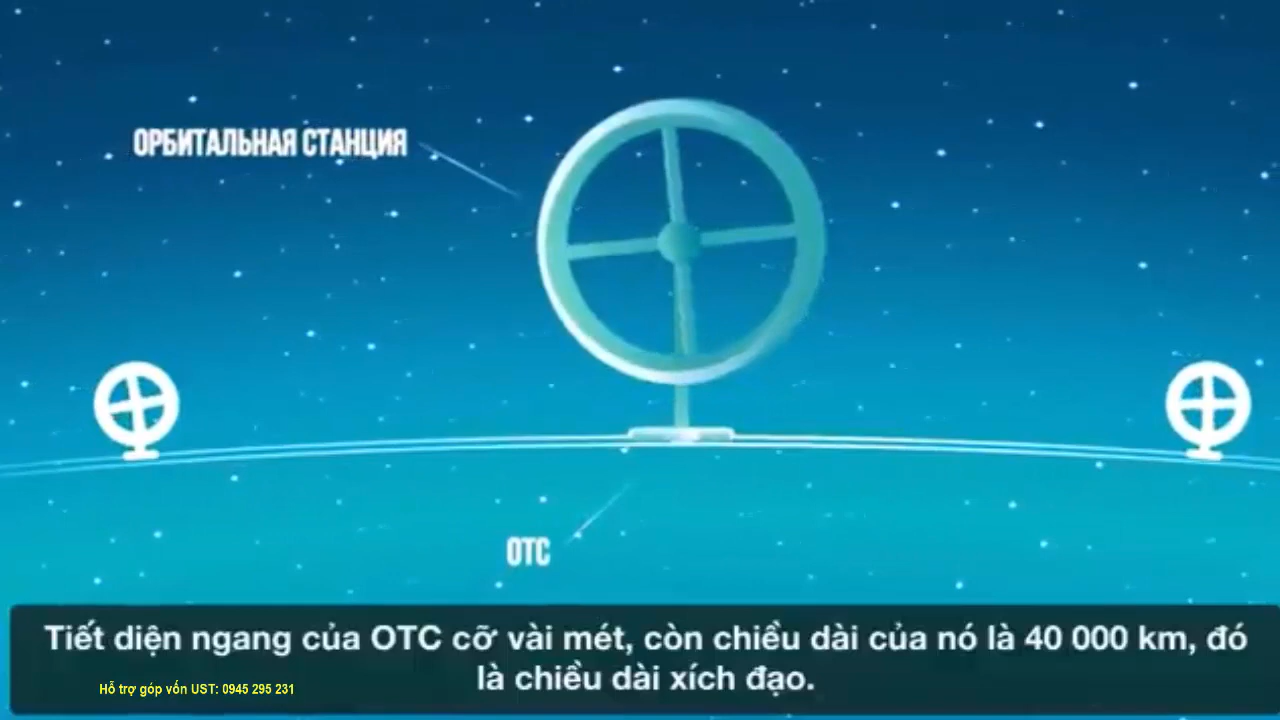 ОРБИТАЛЬНАЯ СТАНЦИЯ
ОТС
Tiết diện ngang của OTC cỡ vài mét, còn chiều dài của nó là 40 000 km, đó
là chiều dài xích đạo.
Hỗ trợ góp vốn UST: 0945 295 231